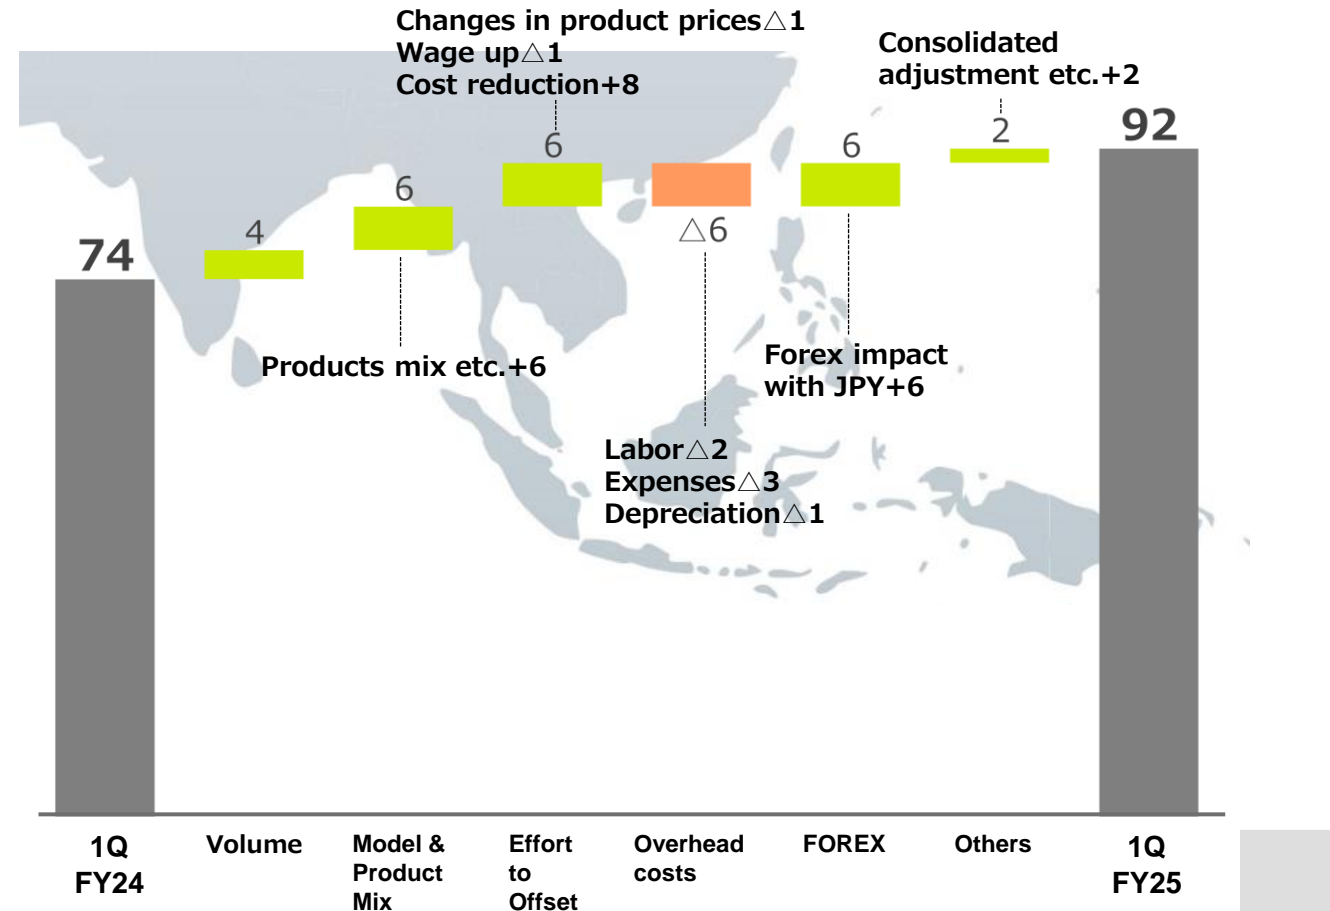 Changes in product prices△1
Wage up△1
Cost reduction+8
Consolidated
adjustment etc.+2
74
4
6
6
△6
6
2
92
Products mix etc.+6
Forex impact
with JPY+6
Labor△2
Expenses△3
Depreciation△1
1Q
FY24
Volume
Model &
Product
Mix
Effort
to
Offset
Overhead
costs
FOREX
Others
1Q
FY25